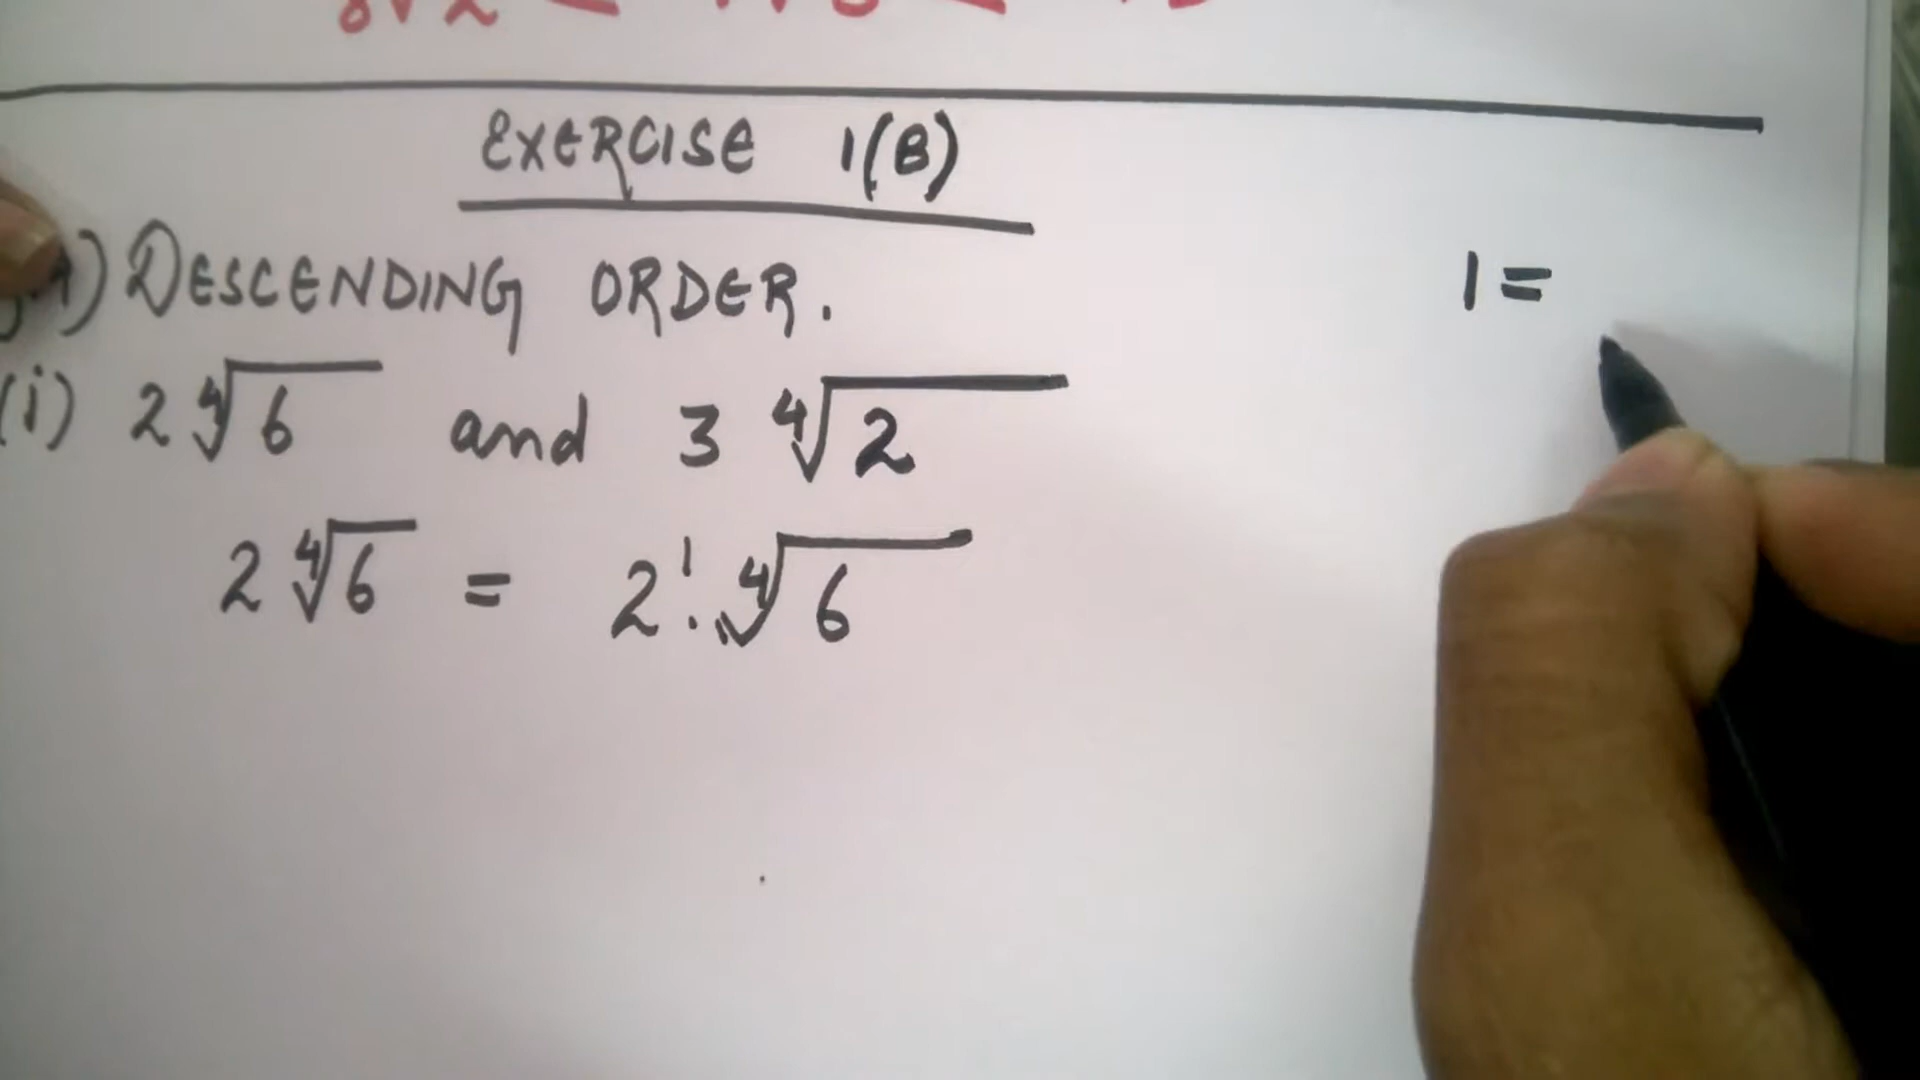 EXERCISE 1(B)
) DESCENDING ORDER.
1 =
(i) 2 ∜6 and 3 ∜2
2 ∜6 = 2¹ . ∜6